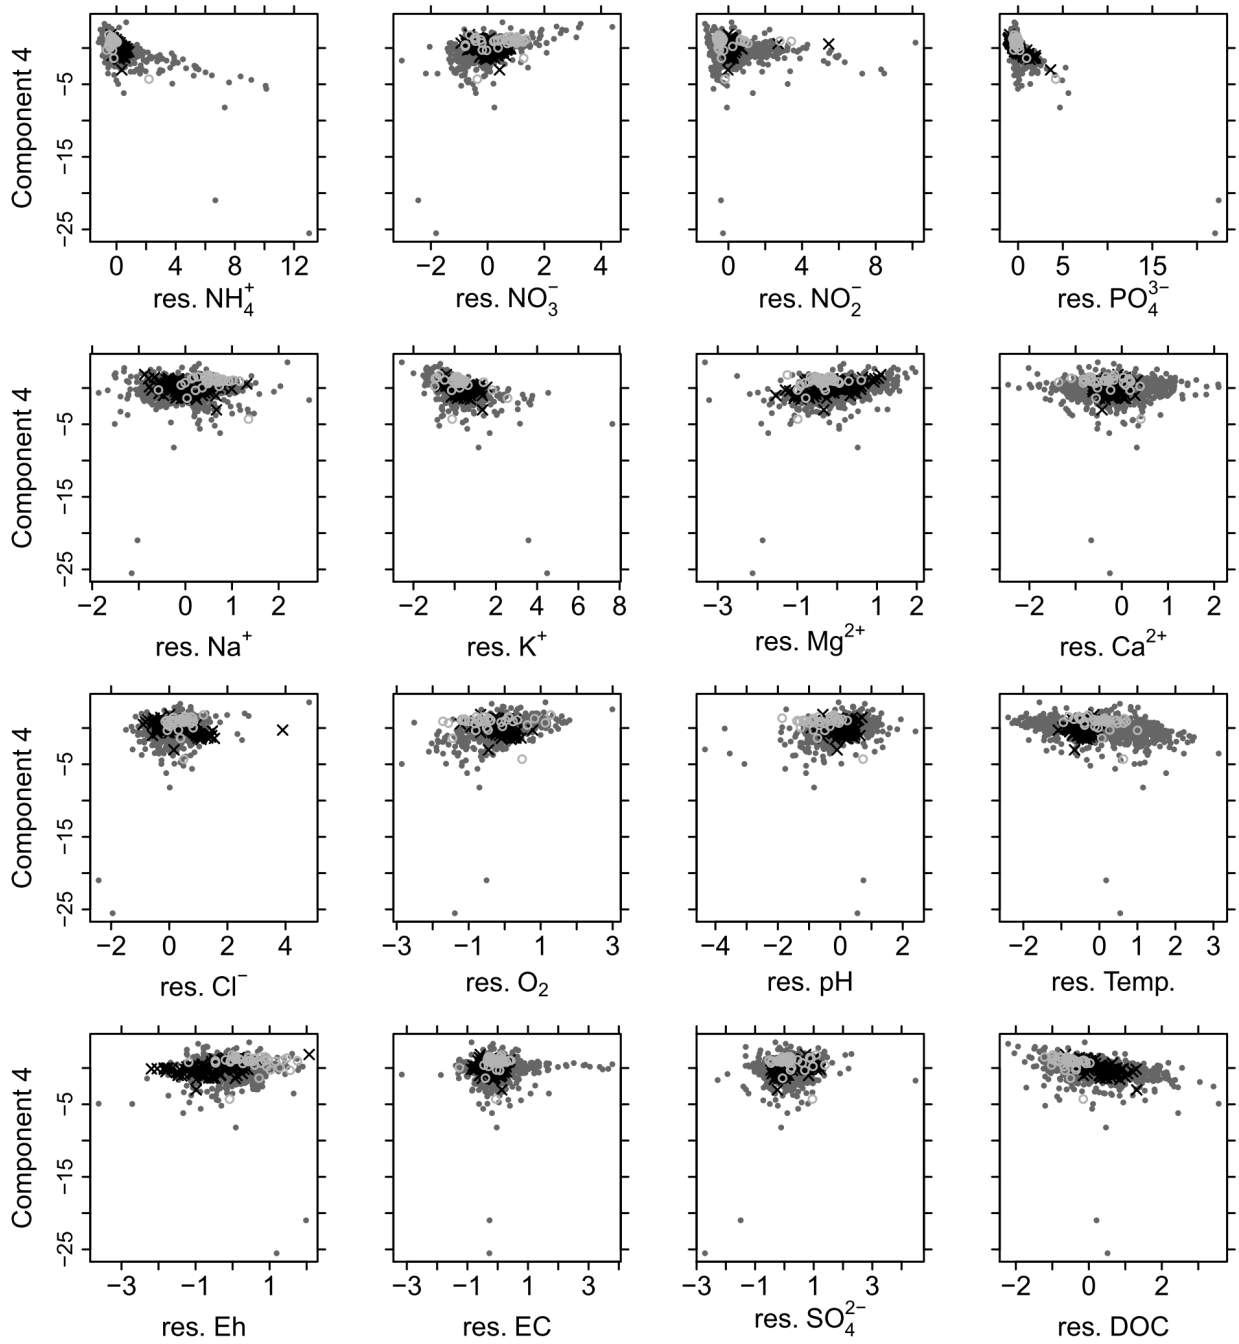 Component 4
−5
−15
−25
0 4 8 12
−2 0 2 4
0 4 8
0 5 15
res. NH₄⁺
res. NO₃⁻
res. NO₂⁻
res. PO₄³⁻
Component 4
−5
−15
−25
−2 0 1 2
−2 0 2 4 6 8
−3 −1 0 1 2
−2 0 1 2
res. Na⁺
res. K⁺
res. Mg²⁺
res. Ca²⁺
Component 4
−5
−15
−25
−2 0 2 4
−3 −1 1 3
−4 −2 0 2
−2 0 1 2 3
res. Cl⁻
res. O₂
res. pH
res. Temp.
Component 4
−5
−15
−25
−3 −1 1
−3 −1 1 2 3 4
−3 −1 1 3
−2 0 2
res. Eh
res. EC
res. SO₄²⁻
res. DOC